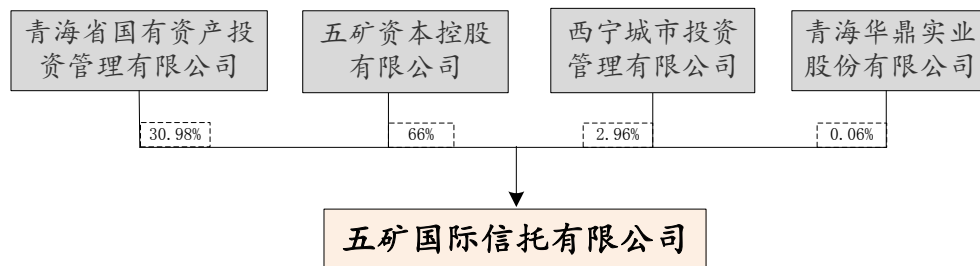 青海省国有资产投
资管理有限公司
五矿资本控股
有限公司
西宁城市投资
管理有限公司
青海华鼎实业
股份有限公司
30.98%
66%
2.96%
0.06%
五矿国际信托有限公司